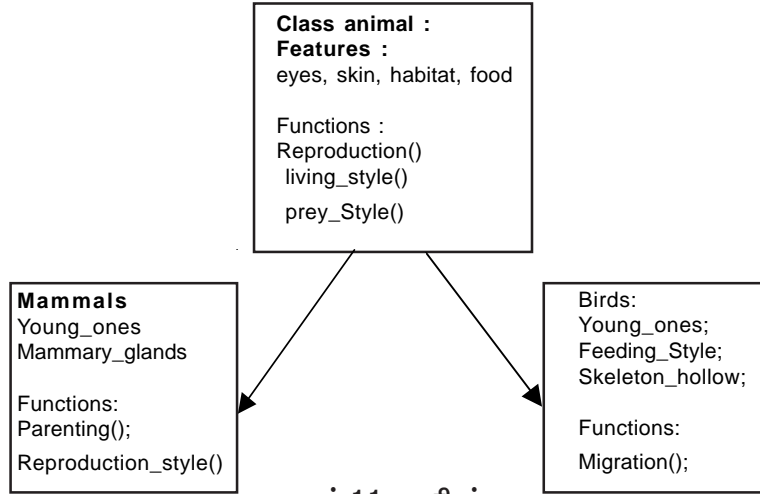 Class animal :
Features :
eyes, skin, habitat, food
Functions :
Reproduction()
living_style()
prey_Style()
Mammals
Young_ones
Mammary_glands
Functions:
Parenting();
Reproduction_style()
Birds:
Young_ones;
Feeding_Style;
Skeleton_hollow;
Functions:
Migration();